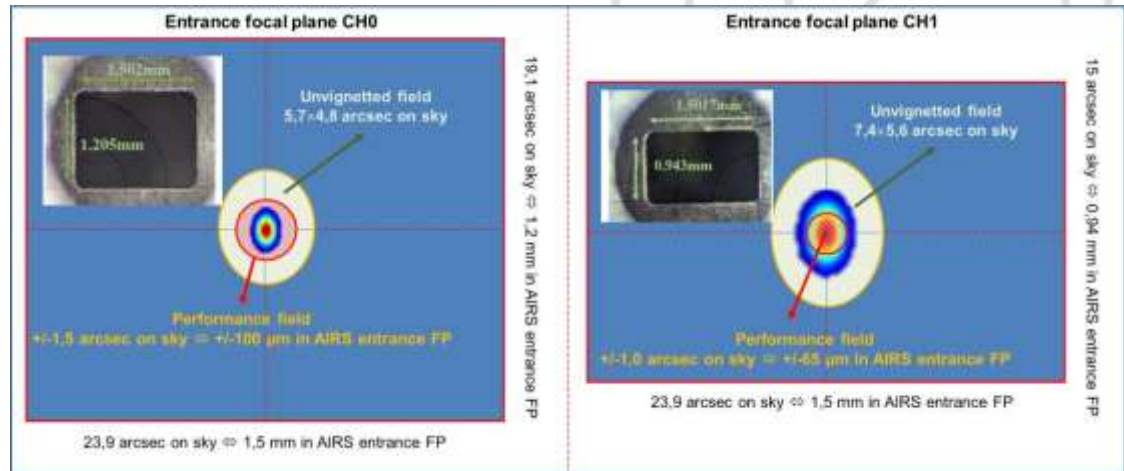 Entrance focal plane CH0
1,502mm
1.205mm
Unvignetted field
5,7×4,8 arcsec on sky
Performance field
+/-1,5 arcsec on sky ⇔ +/-100 µm in AIRS entrance FP
19,1 arcsec on sky ⇔ 1,2 mm in AIRS entrance FP
23,9 arcsec on sky ⇔ 1,5 mm in AIRS entrance FP
Entrance focal plane CH1
1,5017mm
0,943mm
Unvignetted field
7,4×5,6 arcsec on sky
Performance field
+/-1,0 arcsec on sky ⇔ +/-65 µm in AIRS entrance FP
15 arcsec on sky ⇔ 0,94 mm in AIRS entrance FP
23,9 arcsec on sky ⇔ 1,5 mm in AIRS entrance FP